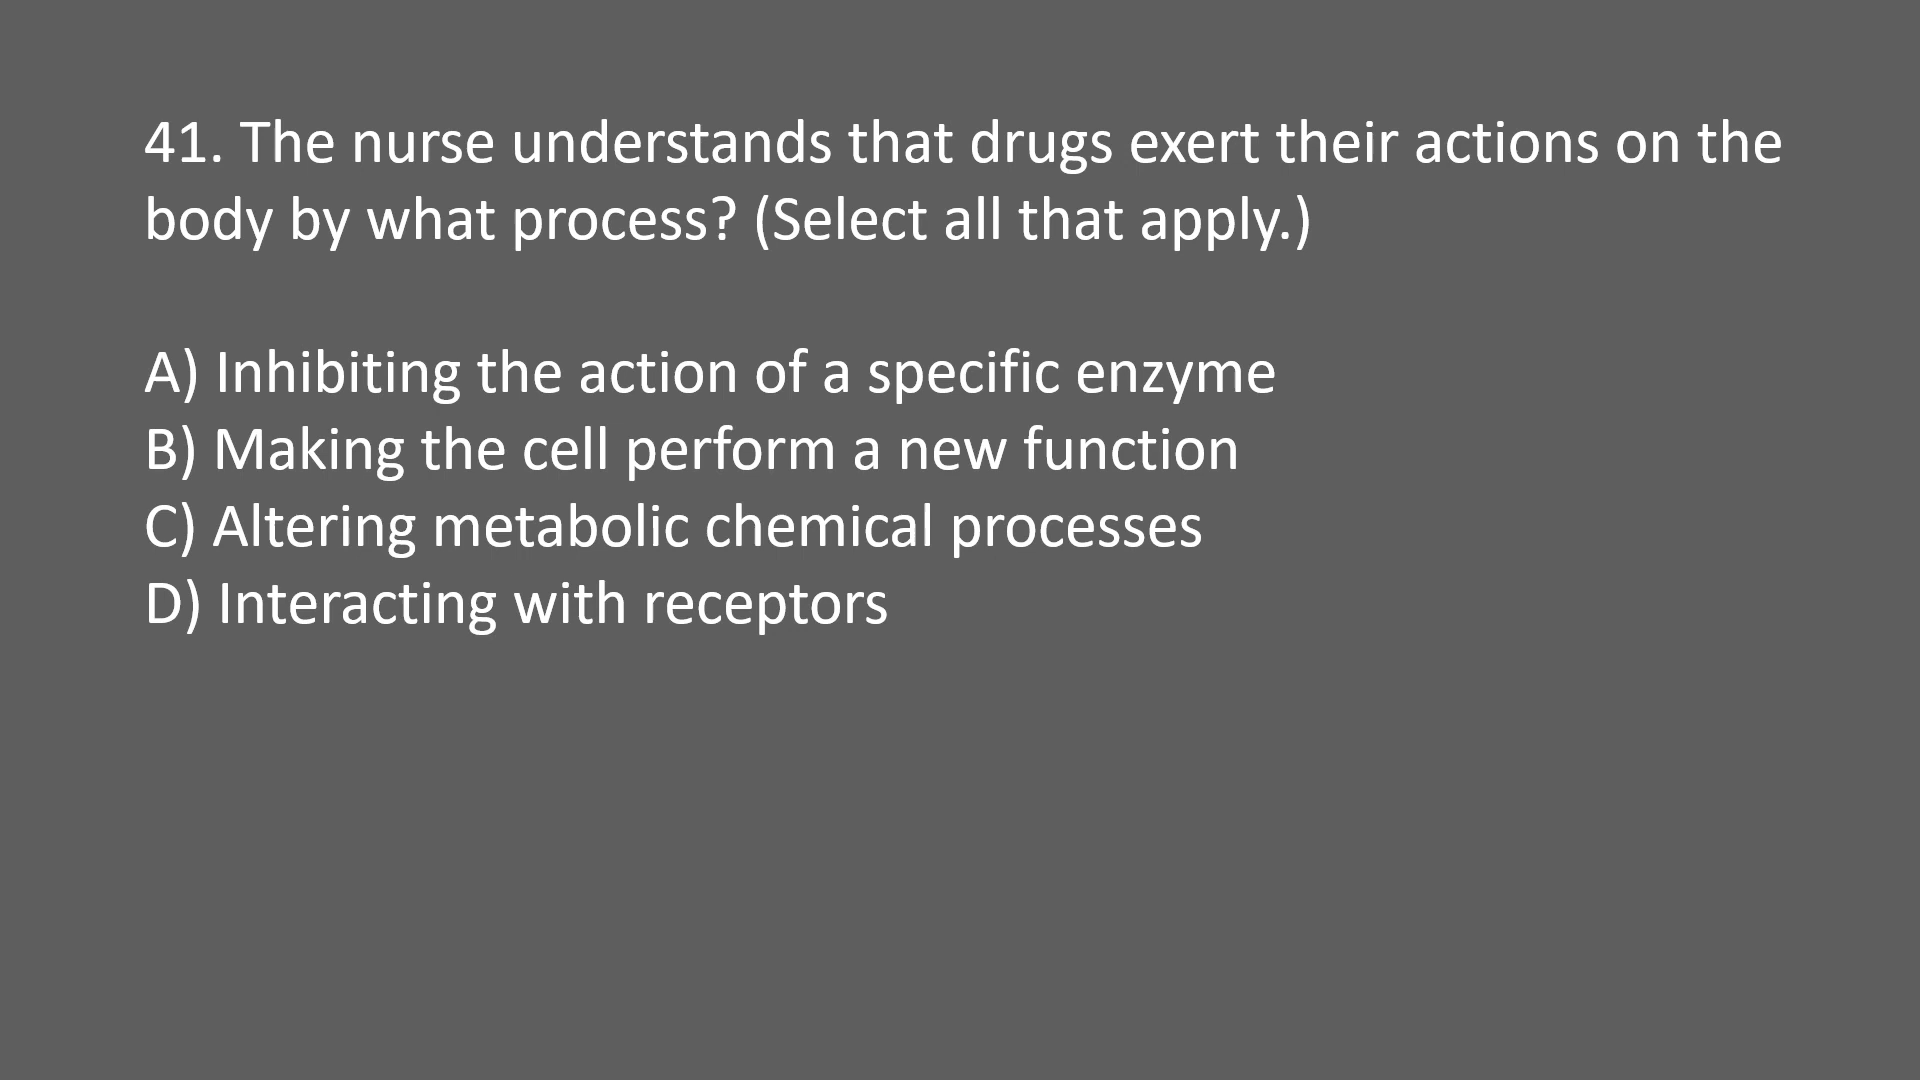 41. The nurse understands that drugs exert their actions on the
body by what process? (Select all that apply.)
A) Inhibiting the action of a specific enzyme
B) Making the cell perform a new function
C) Altering metabolic chemical processes
D) Interacting with receptors